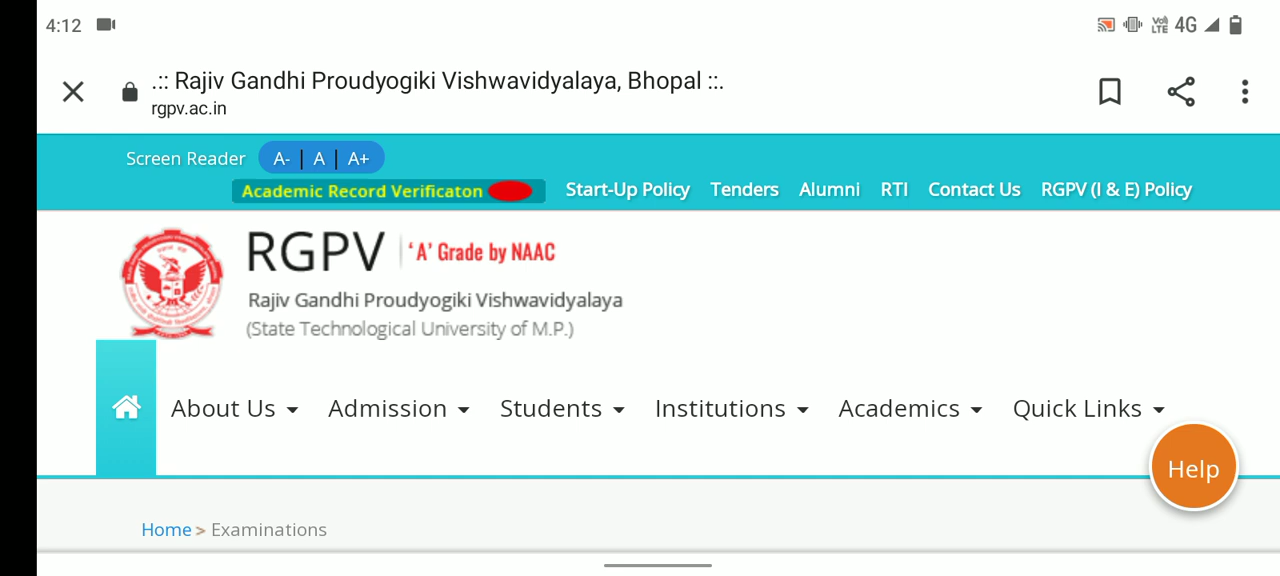 4:12 VoI) LTE 4G
.:: Rajiv Gandhi Proudyogiki Vishwavidyalaya, Bhopal ::.
rgpv.ac.in
Screen Reader A- | A | A+
Academic Record Verificaton Start-Up Policy Tenders Alumni RTI Contact Us RGPV (I & E) Policy
RGPV | ‘A’ Grade by NAAC
Rajiv Gandhi Proudyogiki Vishwavidyalaya
(State Technological University of M.P.)
About Us Admission Students Institutions Academics Quick Links
Help
Home > Examinations